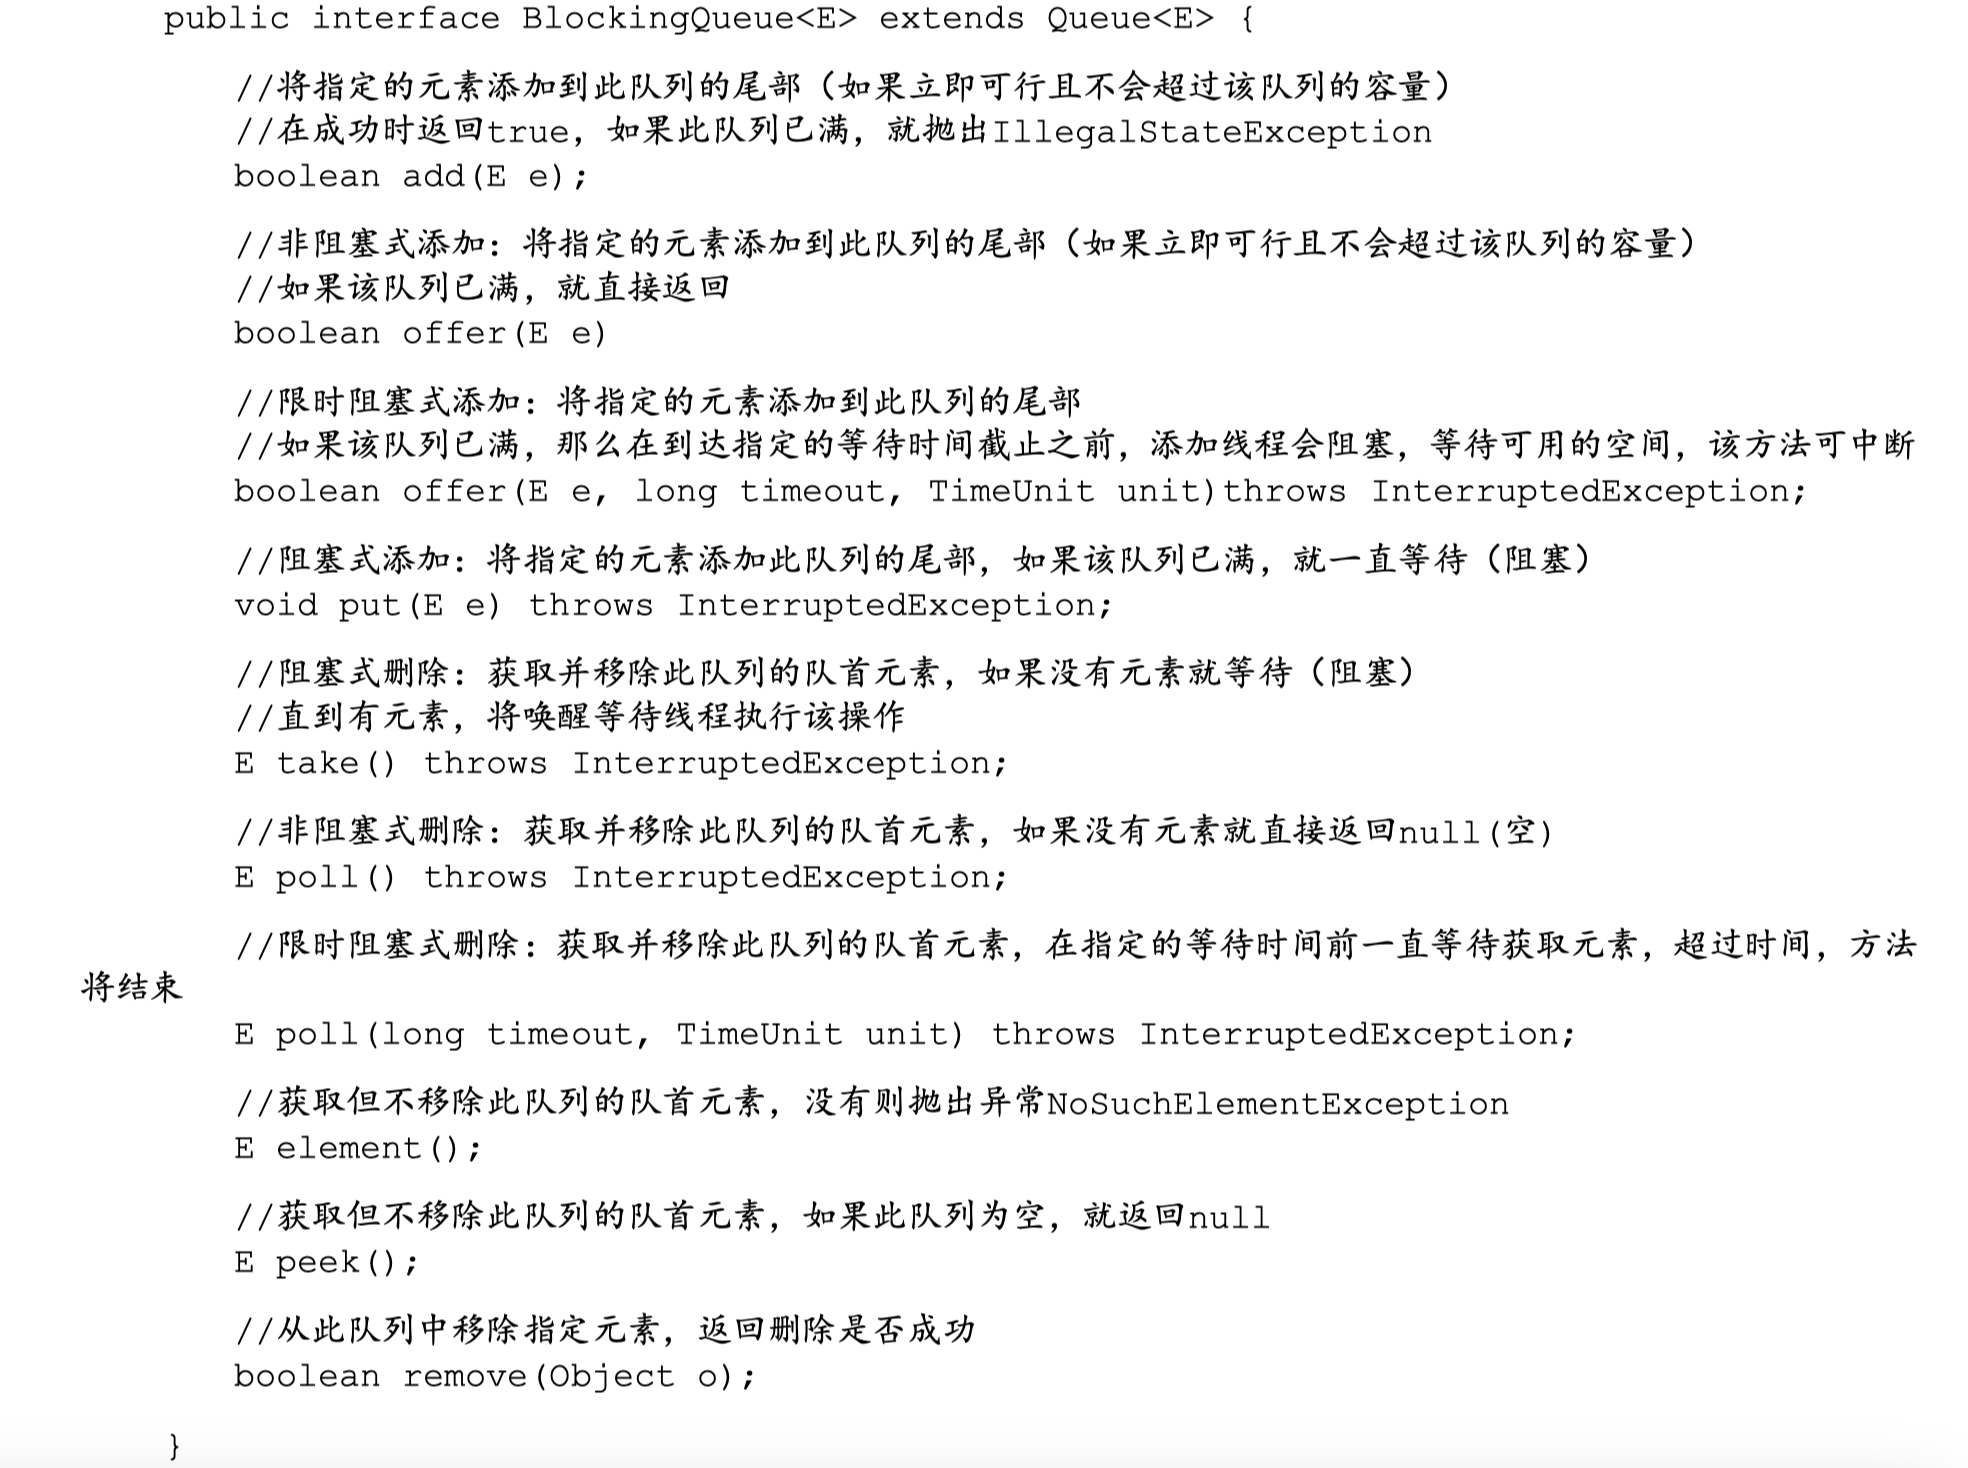 public interface BlockingQueue<E> extends Queue<E> {
//将指定的元素添加到此队列的尾部（如果立即可行且不会超过该队列的容量）
//在成功时返回true，如果此队列已满，就抛出IllegalStateException
boolean add(E e);
//非阻塞式添加：将指定的元素添加到此队列的尾部（如果立即可行且不会超过该队列的容量）
//如果该队列已满，就直接返回
boolean offer(E e)
//限时阻塞式添加：将指定的元素添加到此队列的尾部
//如果该队列已满，那么在到达指定的等待时间截止之前，添加线程会阻塞，等待可用的空间，该方法可中断
boolean offer(E e, long timeout, TimeUnit unit)throws InterruptedException;
//阻塞式添加：将指定的元素添加此队列的尾部，如果该队列已满，就一直等待（阻塞）
void put(E e) throws InterruptedException;
//阻塞式删除：获取并移除此队列的队首元素，如果没有元素就等待（阻塞）
//直到有元素，将唤醒等待线程执行该操作
E take() throws InterruptedException;
//非阻塞式删除：获取并移除此队列的队首元素，如果没有元素就直接返回null(空)
E poll() throws InterruptedException;
//限时阻塞式删除：获取并移除此队列的队首元素，在指定的等待时间前一直等待获取元素，超过时间，方法
将结束
E poll(long timeout, TimeUnit unit) throws InterruptedException;
//获取但不移除此队列的队首元素，没有则抛出异常NoSuchElementException
E element();
//获取但不移除此队列的队首元素，如果此队列为空，就返回null
E peek();
//从此队列中移除指定元素，返回删除是否成功
boolean remove(Object o);
}